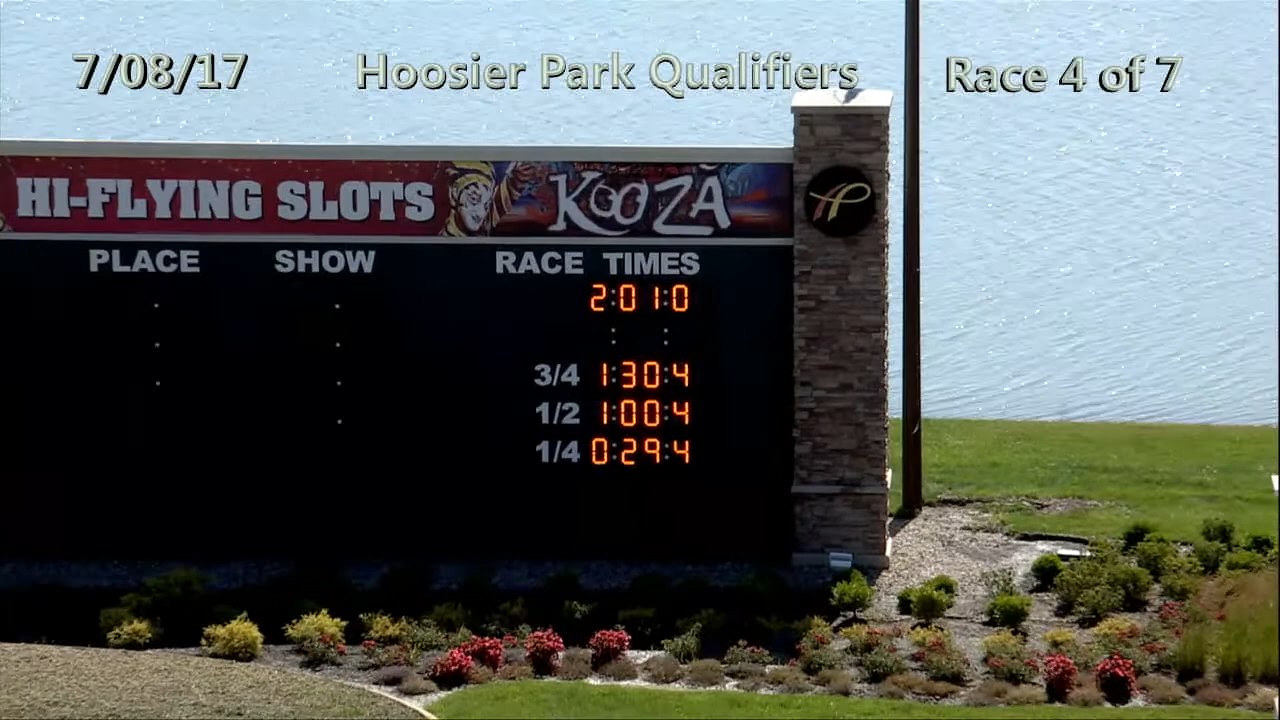 7/08/17 Hoosier Park Qualifiers Race 4 of 7
HI-FLYING SLOTS KOOZÅ
PLACE SHOW RACE TIMES
2:01:0
3/4 1:30:4
1/2 1:00:4
1/4 0:29:4